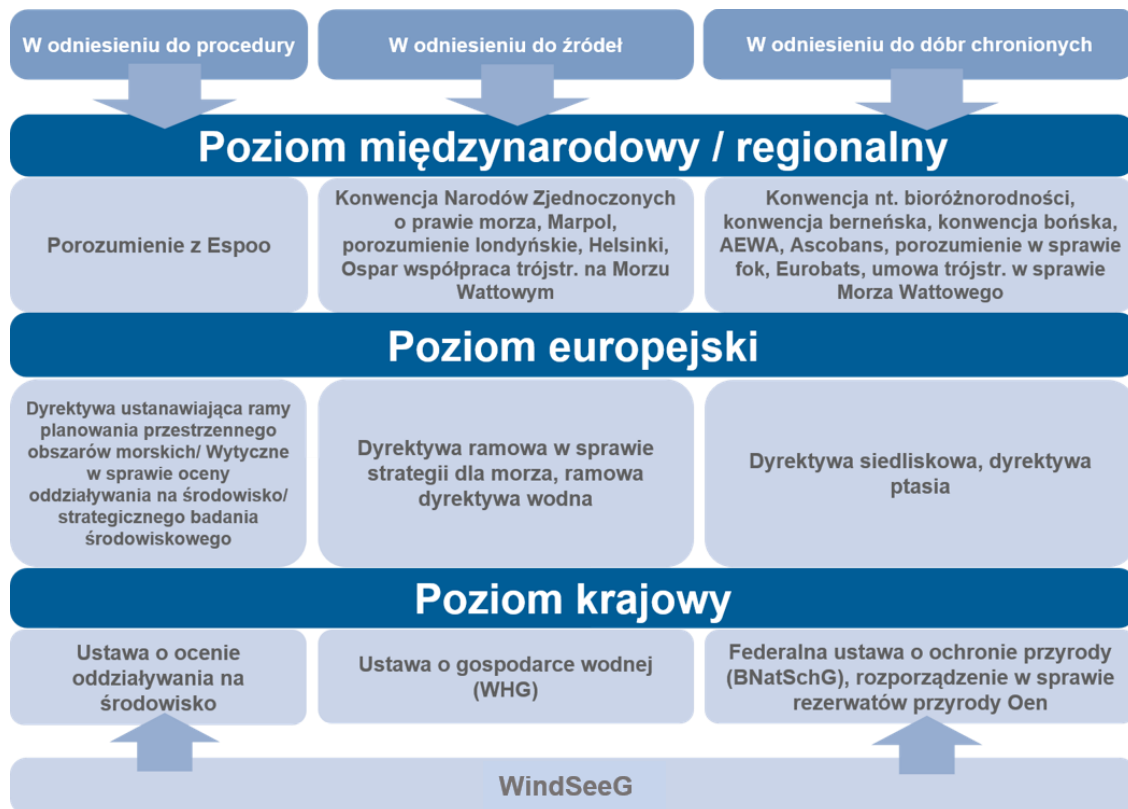 W odniesieniu do procedury
W odniesieniu do źródeł
W odniesieniu do dóbr chronionych
Poziom międzynarodowy / regionalny
Porozumienie z Espoo
Konwencja Narodów Zjednoczonych
o prawie morza, Marpol,
porozumienie londyńskie, Helsinki,
Ospar współpraca trójstr. na Morzu
Wattowym
Konwencja nt. bioróżnorodności,
konwencja berneńska, konwencja bońska,
AEWA, Ascobans, porozumienie w sprawie
fok, Eurobats, umowa trójstr. w sprawie
Morza Wattowego
Poziom europejski
Dyrektywa ustanawiająca ramy
planowania przestrzennego
obszarów morskich/ Wytyczne
w sprawie oceny
oddziaływania na środowisko/
strategicznego badania
środowiskowego
Dyrektywa ramowa w sprawie
strategii dla morza, ramowa
dyrektywa wodna
Dyrektywa siedliskowa, dyrektywa
ptasia
Poziom krajowy
Ustawa o ocenie
oddziaływania na
środowisko
Ustawa o gospodarce wodnej
(WHG)
Federalna ustawa o ochronie przyrody
(BNatSchG), rozporządzenie w sprawie
rezerwatów przyrody Oen
WindSeeG